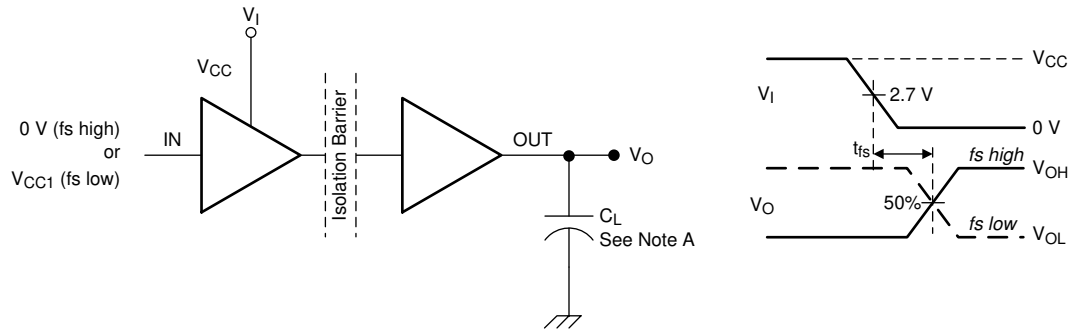 V_I
V_CC
0 V (fs high)
or
V_CC1 (fs low)
IN
Isolation Barrier
OUT
V_O
C_L
See Note A
V_I
V_CC
2.7 V
0 V
t_fs
V_O
fs high
V_OH
50%
fs low
V_OL